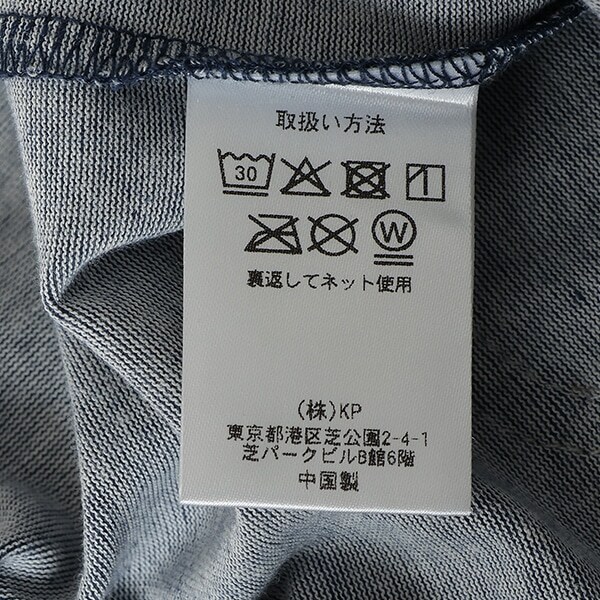 取扱い方法
30
W
裏返してネット使用
(株)KP
東京都港区芝公園2-4-1
芝パークビルB館6階
中国製